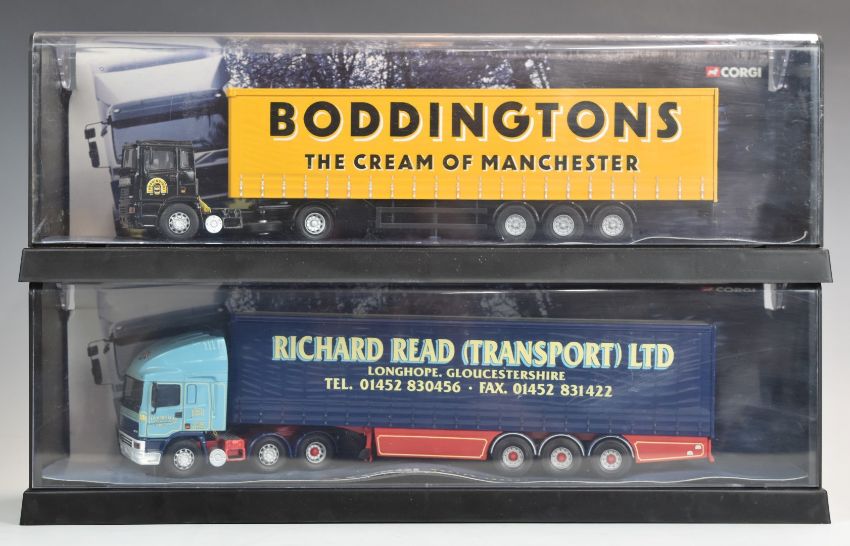 CORGI
BODDINGTONS
THE CREAM OF MANCHESTER
CORGI
RICHARD READ (TRANSPORT) LTD
LONGHOPE. GLOUCESTERSHIRE
TEL. 01452 830456 · FAX. 01452 831422